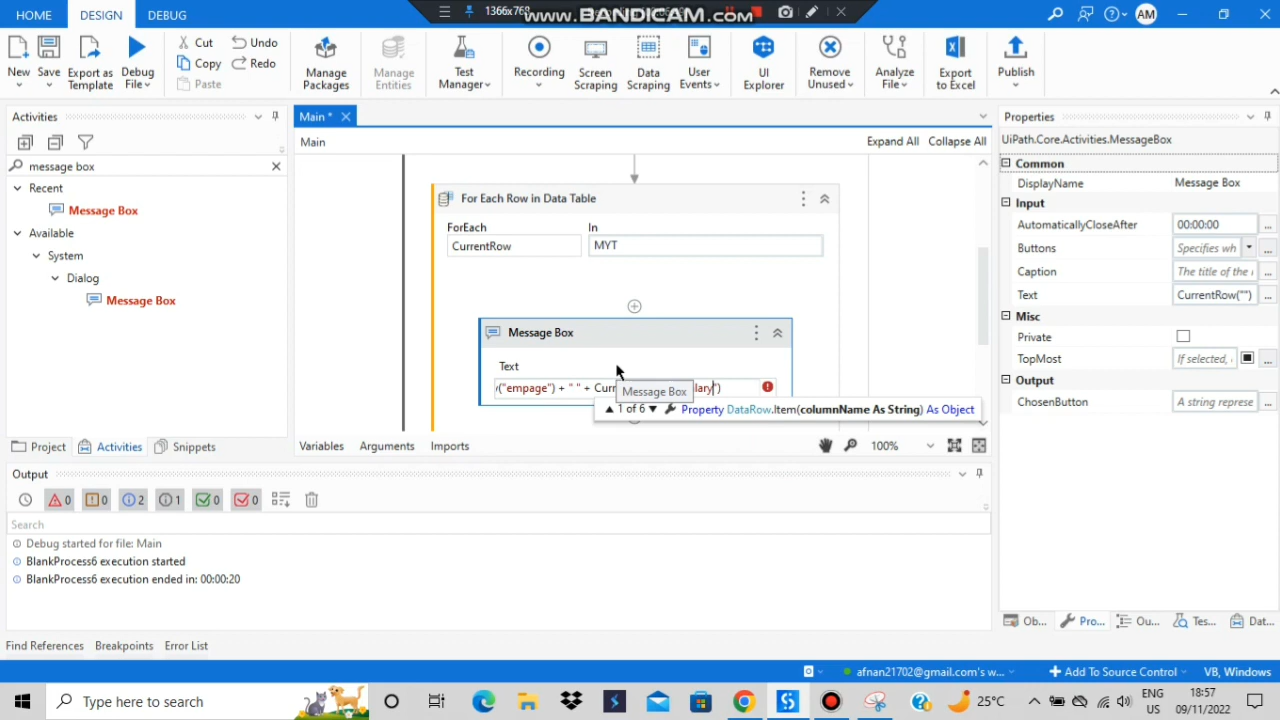 HOME
DESIGN
DEBUG
1366x768
www.BANDICAM.com
AM
New
Save
Export as
Template
Debug
File
Cut
Copy
Paste
Undo
Redo
Manage
Packages
Manage
Entities
Test
Manager
Recording
Screen
Scraping
Data
Scraping
User
Events
UI
Explorer
Remove
Unused
Analyze
File
Export
to Excel
Publish
Activities
message box
Recent
Message Box
Available
System
Dialog
Message Box
Project
Activities
Snippets
Main *
Main
Expand All
Collapse All
For Each Row in Data Table
ForEach
In
CurrentRow
MYT
Message Box
Text
("empage") + " " + Curr
lary")
Message Box
1 of 6
Property DataRow.Item(columnName As String) As Object
Variables
Arguments
Imports
100%
Properties
UiPath.Core.Activities.MessageBox
Common
DisplayName
Message Box
Input
AutomaticallyCloseAfter
00:00:00
...
Buttons
Specifies wh
...
Caption
The title of the
...
Text
CurrentRow("")
...
Misc
Private
TopMost
If selected,
...
Output
ChosenButton
A string represe
...
Ob...
Pro...
Ou...
Tes...
Dat...
Output
0
0
2
1
0
0
Search
Debug started for file: Main
BlankProcess6 execution started
BlankProcess6 execution ended in: 00:00:20
Find References
Breakpoints
Error List
afnan21702@gmail.com's w...
Add To Source Control
VB, Windows
Type here to search
25°C
ENG
US
18:57
09/11/2022